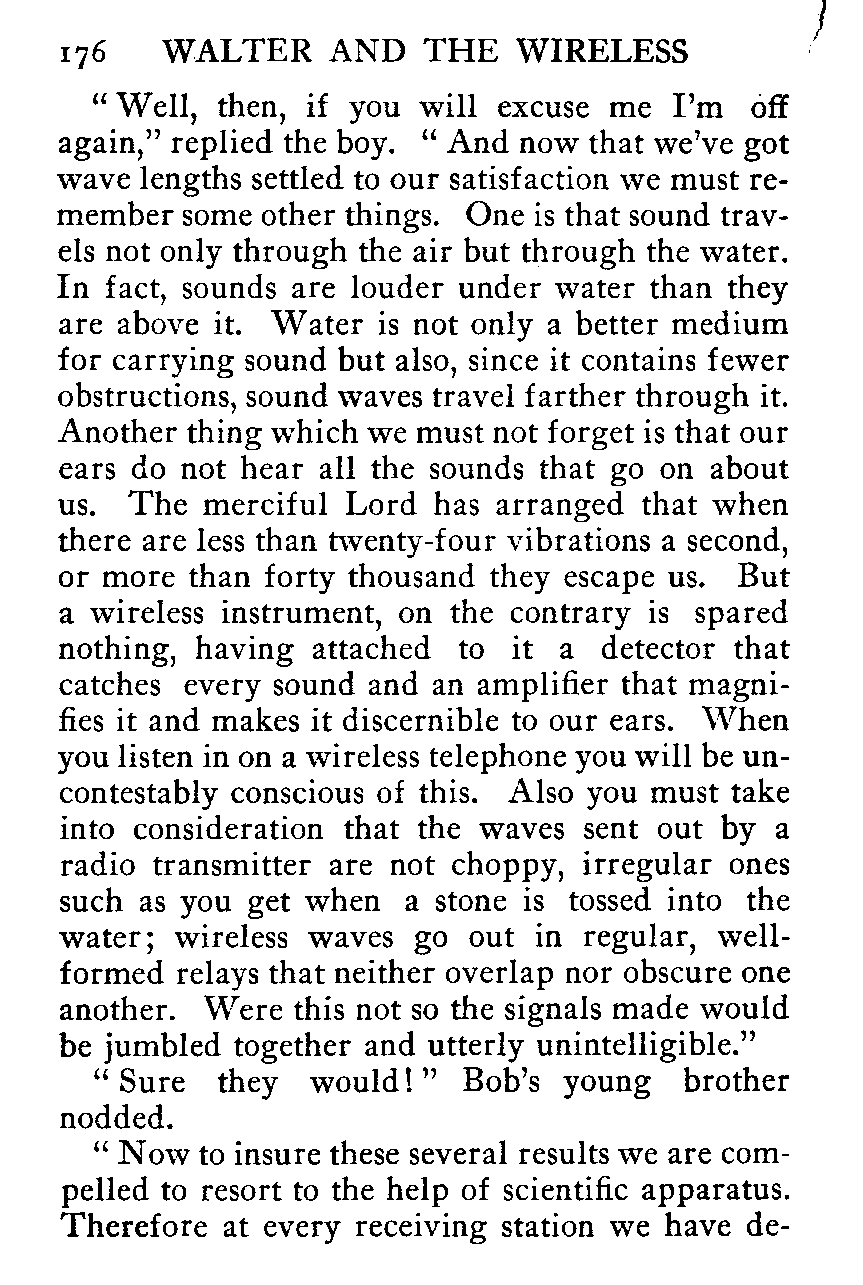 176 WALTER AND THE WIRELESS
“ Well, then, if you will excuse me I’m off
again,” replied the boy. “ And now that we’ve got
wave lengths settled to our satisfaction we must re-
member some other things. One is that sound trav-
els not only through the air but through the water.
In fact, sounds are louder under water than they
are above it. Water is not only a better medium
for carrying sound but also, since it contains fewer
obstructions, sound waves travel farther through it.
Another thing which we must not forget is that our
ears do not hear all the sounds that go on about
us. The merciful Lord has arranged that when
there are less than twenty-four vibrations a second,
or more than forty thousand they escape us. But
a wireless instrument, on the contrary is spared
nothing, having attached to it a detector that
catches every sound and an amplifier that magni-
fies it and makes it discernible to our ears. When
you listen in on a wireless telephone you will be un-
contestably conscious of this. Also you must take
into consideration that the waves sent out by a
radio transmitter are not choppy, irregular ones
such as you get when a stone is tossed into the
water; wireless waves go out in regular, well-
formed relays that neither overlap nor obscure one
another. Were this not so the signals made would
be jumbled together and utterly unintelligible.”
“ Sure they would! ” Bob’s young brother
nodded.
“ Now to insure these several results we are com-
pelled to resort to the help of scientific apparatus.
Therefore at every receiving station we have de-